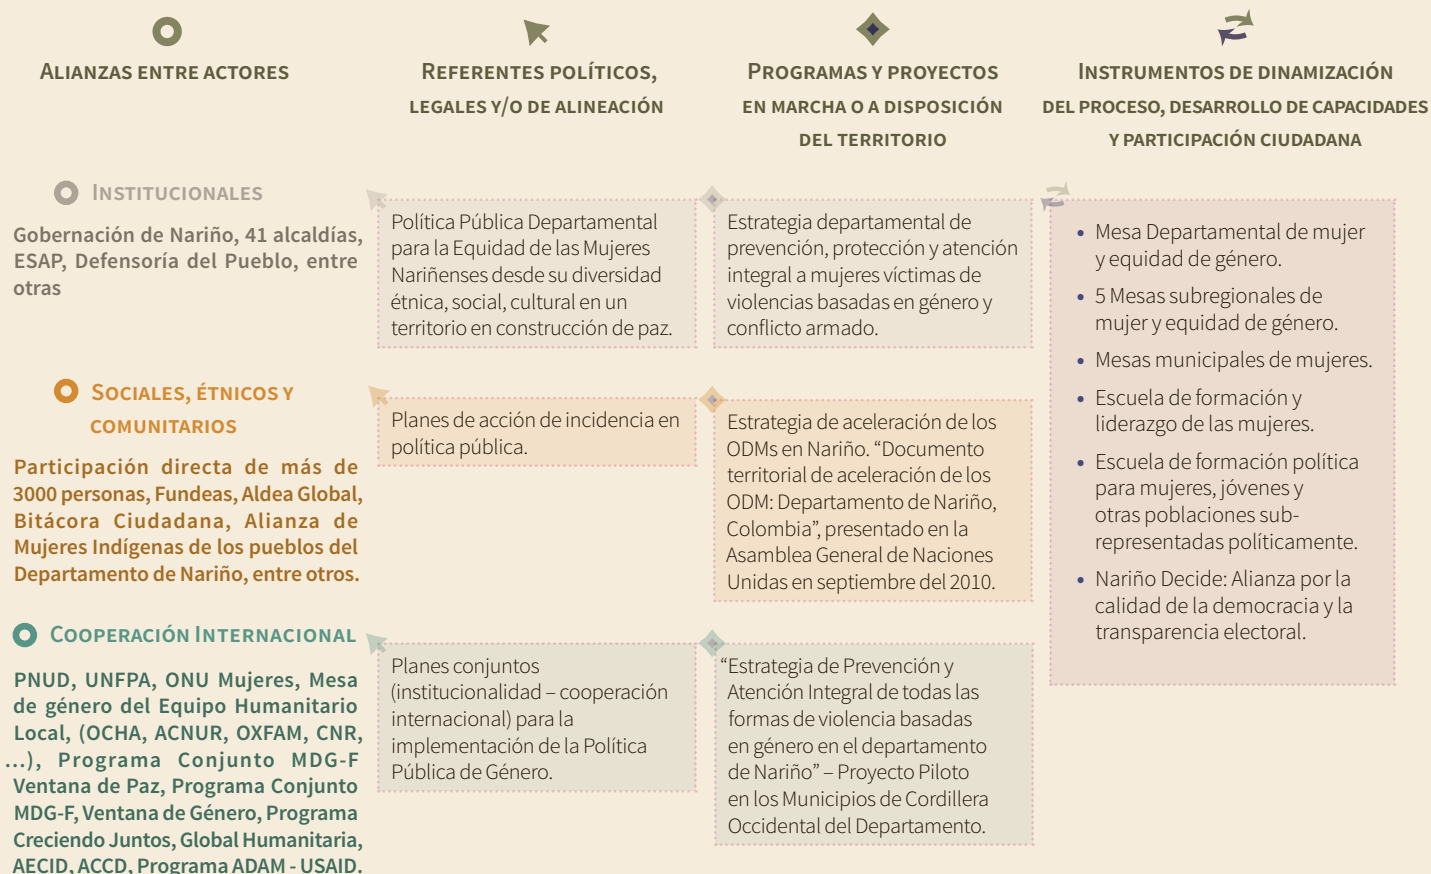 ALIANZAS ENTRE ACTORES
REFERENTES POLÍTICOS,
LEGALES Y/O DE ALINEACIÓN
PROGRAMAS Y PROYECTOS
EN MARCHA O A DISPOSICIÓN
DEL TERRITORIO
INSTRUMENTOS DE DINAMIZACIÓN
DEL PROCESO, DESARROLLO DE CAPACIDADES
Y PARTICIPACIÓN CIUDADANA
INSTITUCIONALES
Gobernación de Nariño, 41 alcaldías,
ESAP, Defensoría del Pueblo, entre
otras
Política Pública Departamental
para la Equidad de las Mujeres
Nariñenses desde su diversidad
étnica, social, cultural en un
territorio en construcción de paz.
Estrategia departamental de
prevención, protección y atención
integral a mujeres víctimas de
violencias basadas en género y
conflicto armado.
SOCIALES, ÉTNICOS Y
COMUNITARIOS
Participación directa de más de
3000 personas, Fundeas, Aldea Global,
Bitácora Ciudadana, Alianza de
Mujeres Indígenas de los pueblos del
Departamento de Nariño, entre otros.
Planes de acción de incidencia en
política pública.
Estrategia de aceleración de los
ODMs en Nariño. “Documento
territorial de aceleración de los
ODM: Departamento de Nariño,
Colombia”, presentado en la
Asamblea General de Naciones
Unidas en septiembre del 2010.
COOPERACIÓN INTERNACIONAL
PNUD, UNFPA, ONU Mujeres, Mesa
de género del Equipo Humanitario
Local, (OCHA, ACNUR, OXFAM, CNR,
...), Programa Conjunto MDG-F
Ventana de Paz, Programa Conjunto
MDG-F, Ventana de Género, Programa
Creciendo Juntos, Global Humanitaria,
AECID, ACCD, Programa ADAM - USAID.
Planes conjuntos
(institucionalidad – cooperación
internacional) para la
implementación de la Política
Pública de Género.
“Estrategia de Prevención y
Atención Integral de todas las
formas de violencia basadas
en género en el departamento
de Nariño” – Proyecto Piloto
en los Municipios de Cordillera
Occidental del Departamento.
• Mesa Departamental de mujer
y equidad de género.
• 5 Mesas subregionales de
mujer y equidad de género.
• Mesas municipales de mujeres.
• Escuela de formación y
liderazgo de las mujeres.
• Escuela de formación política
para mujeres, jóvenes y
otras poblaciones sub-
representadas políticamente.
• Nariño Decide: Alianza por la
calidad de la democracia y la
transparencia electoral.